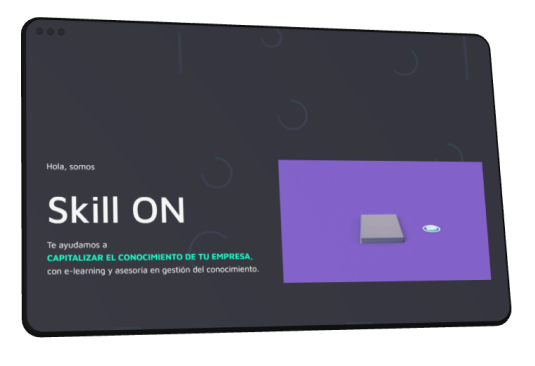 Hola, somos
Skill ON
Te ayudamos a
CAPITALIZAR EL CONOCIMIENTO DE TU EMPRESA,
con e-learning y asesoría en gestión del conocimiento.